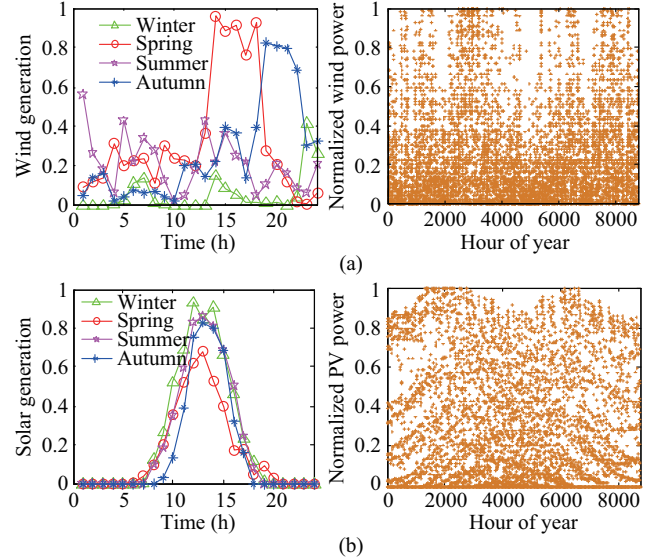 Wind generation
1
0.8
0.6
0.4
0.2
0
Winter
Spring
Summer
Autumn
0 5 10 15 20
Time (h)
Normalized wind power
1
0.8
0.6
0.4
0.2
0
0 2000 4000 6000 8000
Hour of year
(a)
Solar generation
1
0.8
0.6
0.4
0.2
0
Winter
Spring
Summer
Autumn
0 5 10 15 20
Time (h)
Normalized PV power
1
0.8
0.6
0.4
0.2
0
0 2000 4000 6000 8000
Hour of year
(b)